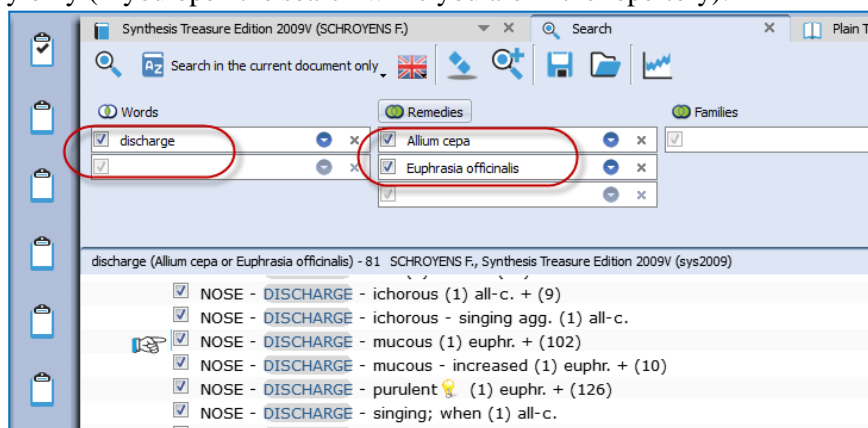 Synthesis Treasure Edition 2009V (SCHROYENS F.) Search Plain T
AZ Search in the current document only
Words Remedies Families
discharge Allium cepa
Euphrasia officinalis
discharge (Allium cepa or Euphrasia officinalis) - 81 SCHROYENS F., Synthesis Treasure Edition 2009V (sys2009)
NOSE - DISCHARGE - ichorous (1) all-c. + (9)
NOSE - DISCHARGE - ichorous - singing agg. (1) all-c.
NOSE - DISCHARGE - mucous (1) euphr. + (102)
NOSE - DISCHARGE - mucous - increased (1) euphr. + (10)
NOSE - DISCHARGE - purulent (1) euphr. + (126)
NOSE - DISCHARGE - singing; when (1) all-c.